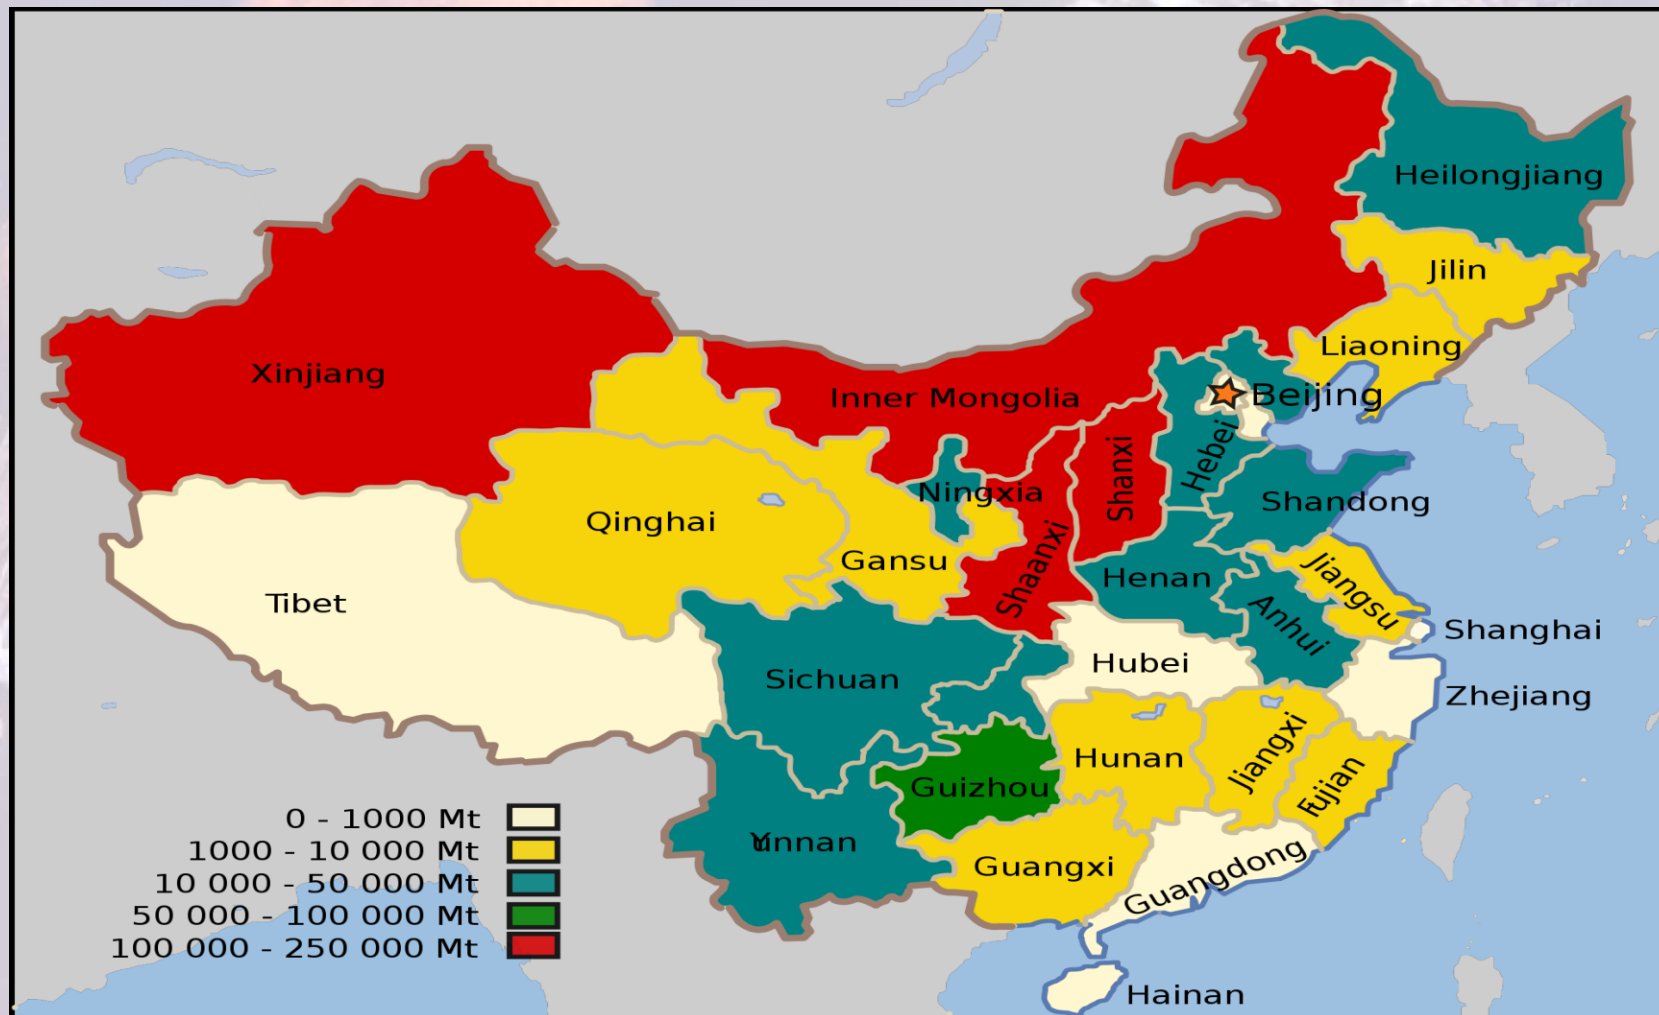 Heilongjiang
Jilin
Liaoning
Xinjiang
Inner Mongolia
Beijing
Hebei
Shanxi
Ningxia
Shandong
Qinghai
Gansu
Shaanxi
Henan
Jiangsu
Anhui
Tibet
Shanghai
Hubei
Sichuan
Zhejiang
Hunan
Jiangxi
Guizhou
Fujian
Yunnan
Guangxi
Guangdong
Hainan
0 - 1000 Mt
1000 - 10 000 Mt
10 000 - 50 000 Mt
50 000 - 100 000 Mt
100 000 - 250 000 Mt